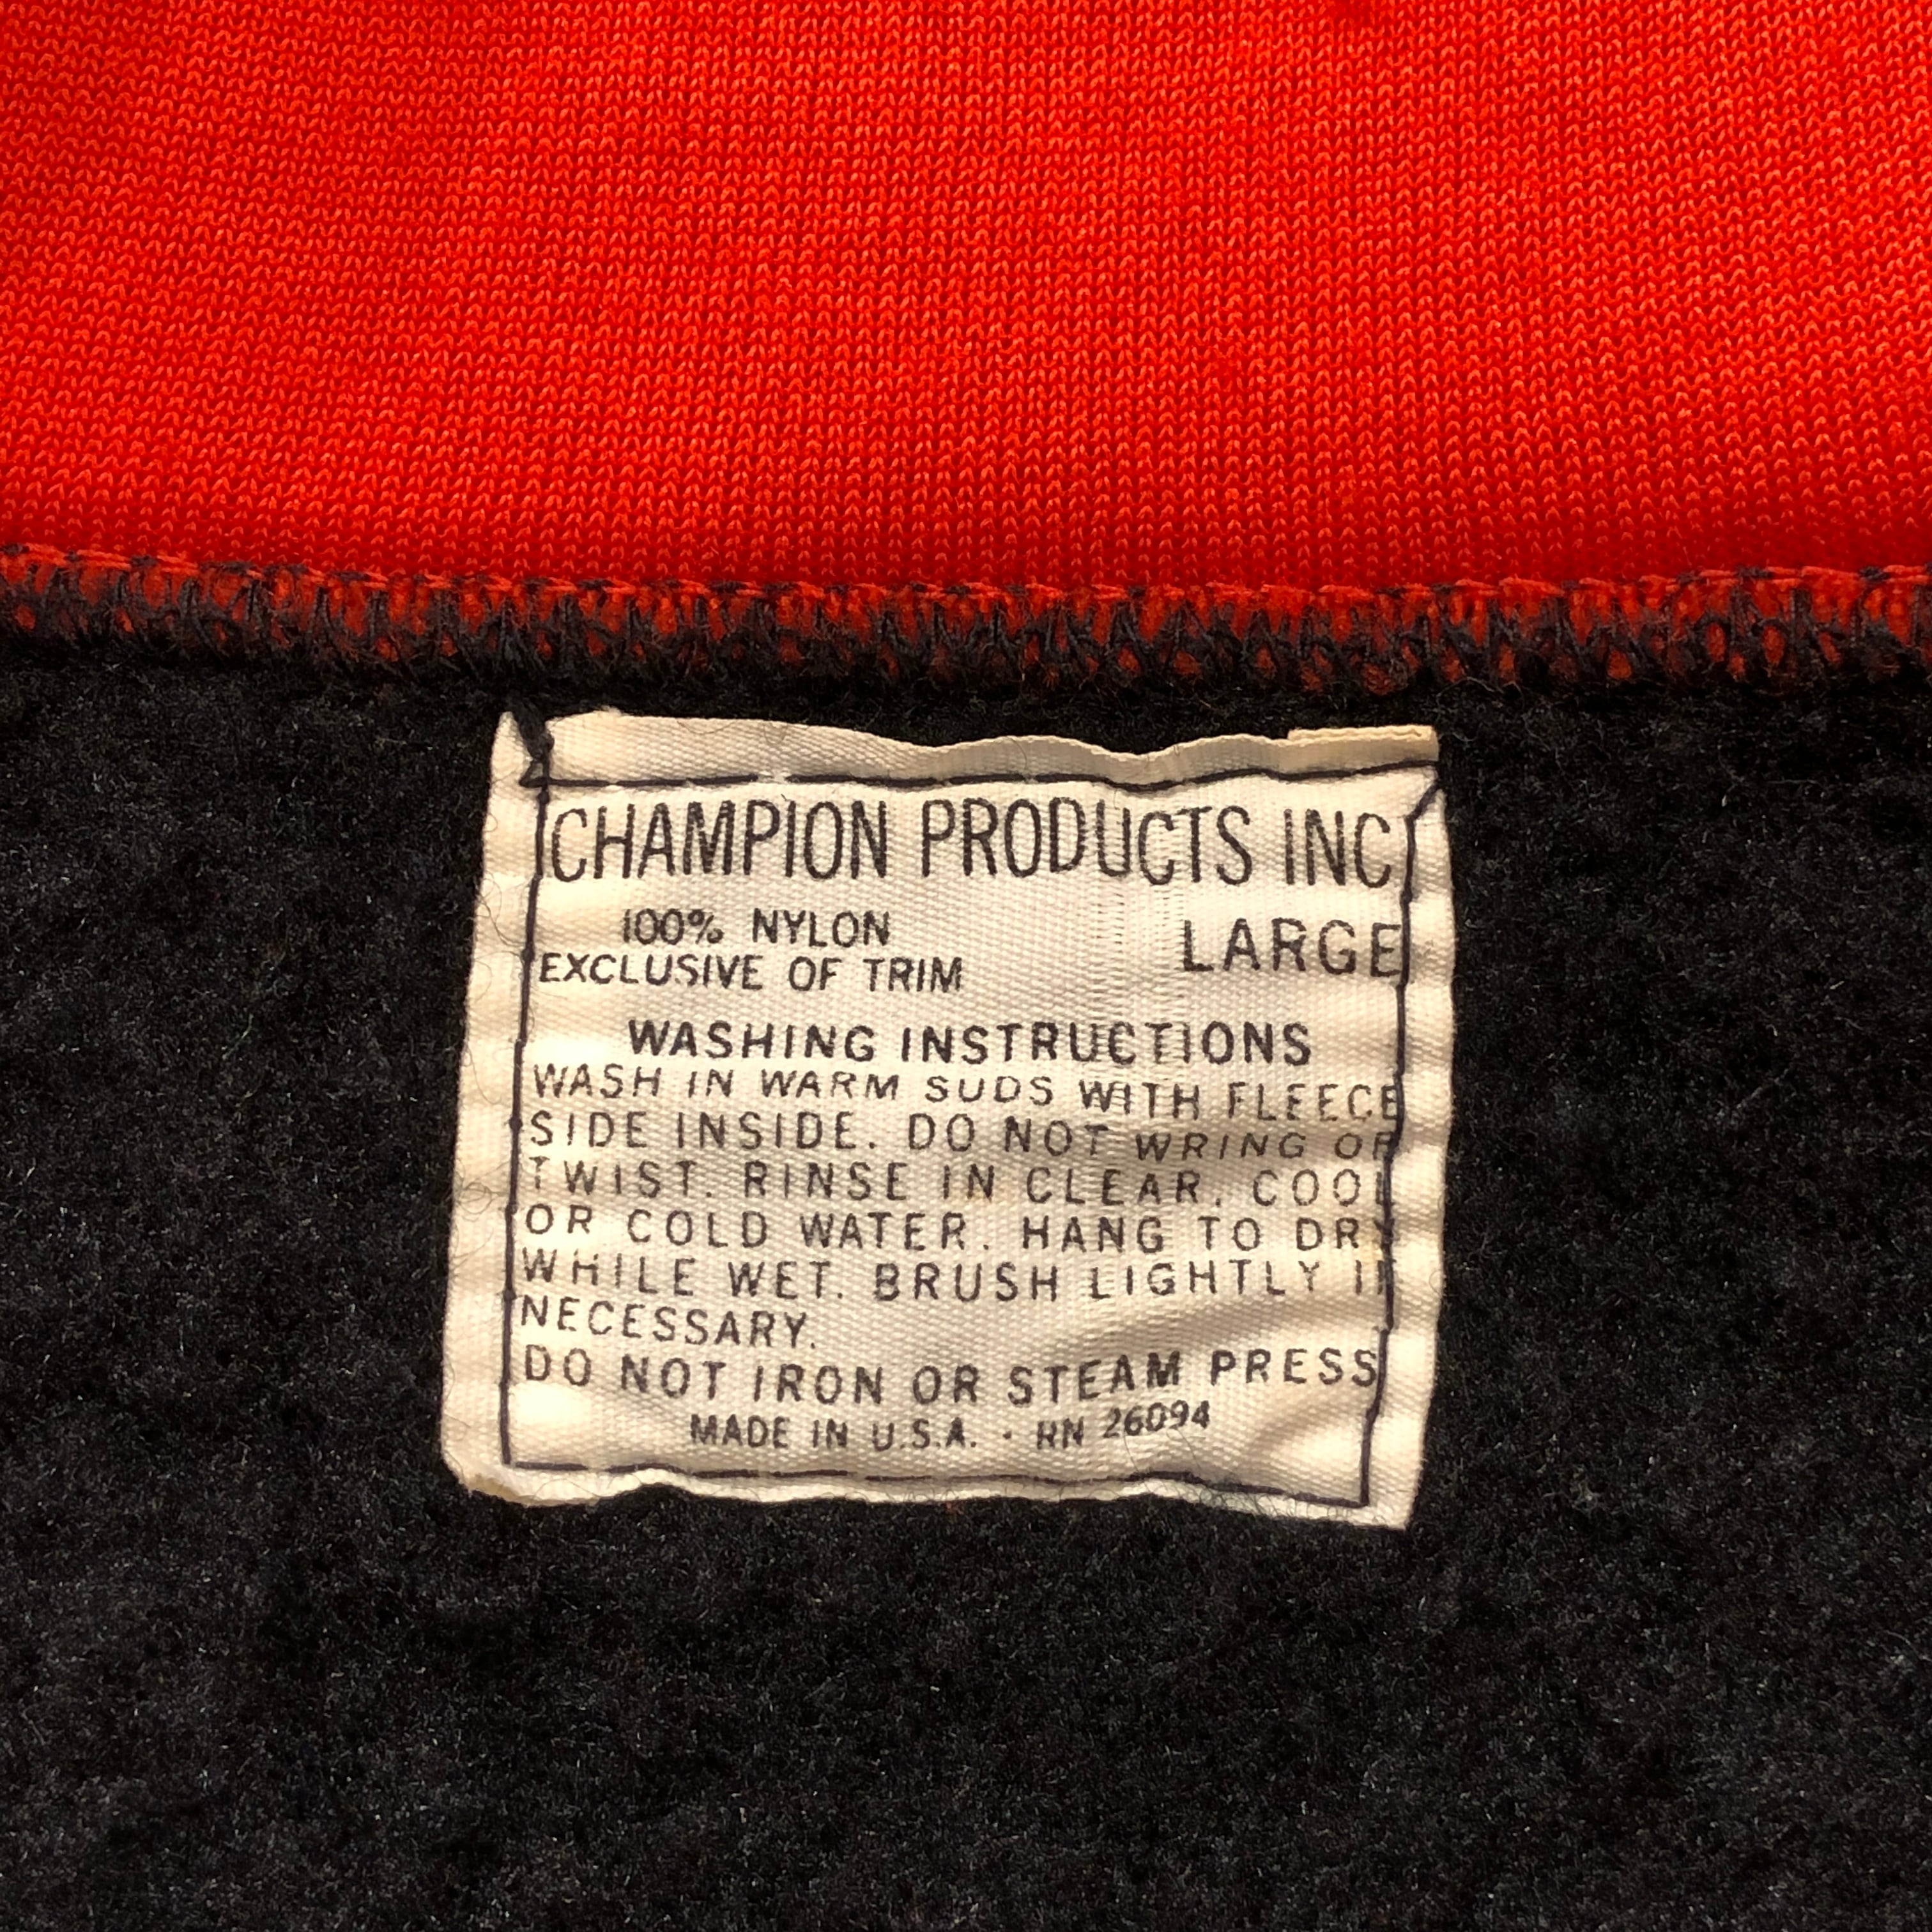 CHAMPION PRODUCTS INC
100% NYLON
EXCLUSIVE OF TRIM
LARGE
WASHING INSTRUCTIONS
WASH IN WARM SUDS WITH FLEECE
SIDE INSIDE. DO NOT WRING OR
TWIST. RINSE IN CLEAR, COOL
OR COLD WATER. HANG TO DRY
WHILE WET. BRUSH LIGHTLY IF
NECESSARY.
DO NOT IRON OR STEAM PRESS
MADE IN U.S.A. · RN 26094